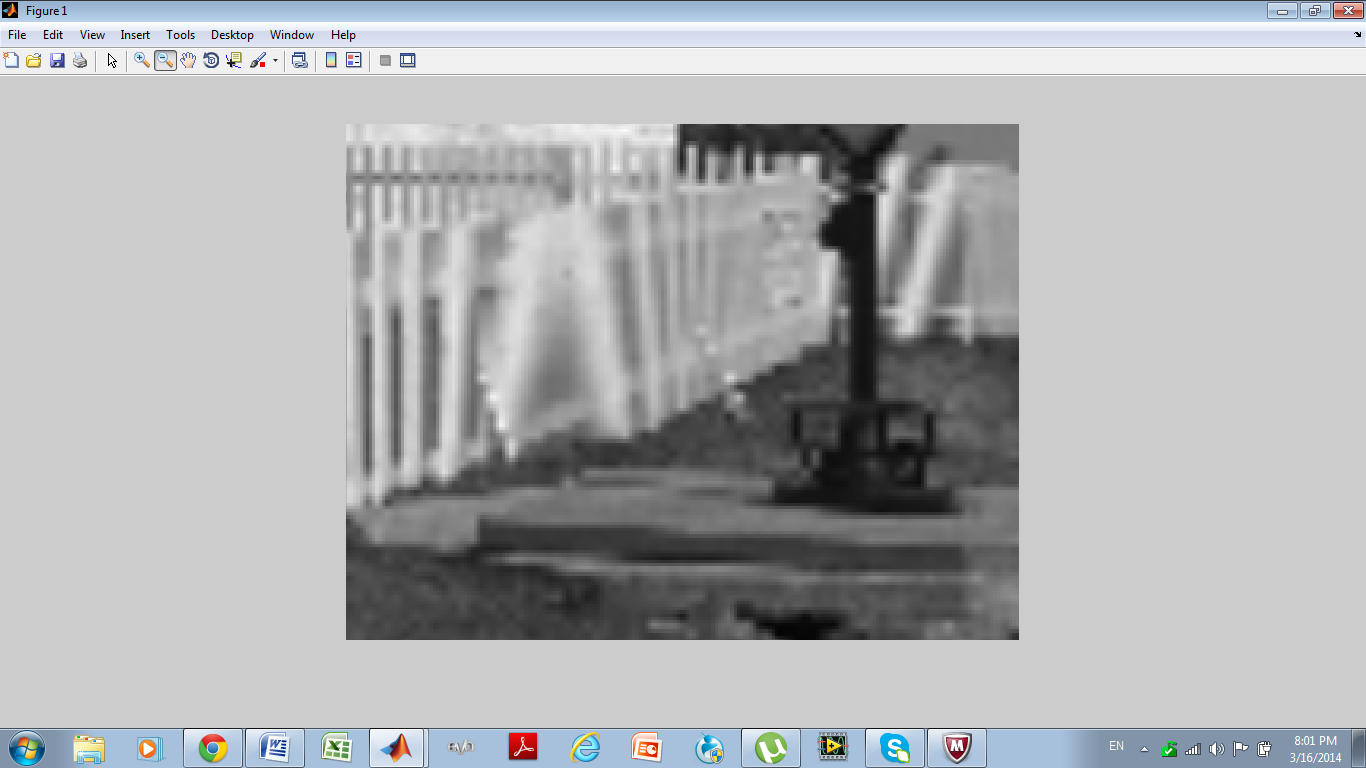 Figure 1
File Edit View Insert Tools Desktop Window Help
EN
8:01 PM
3/16/2014